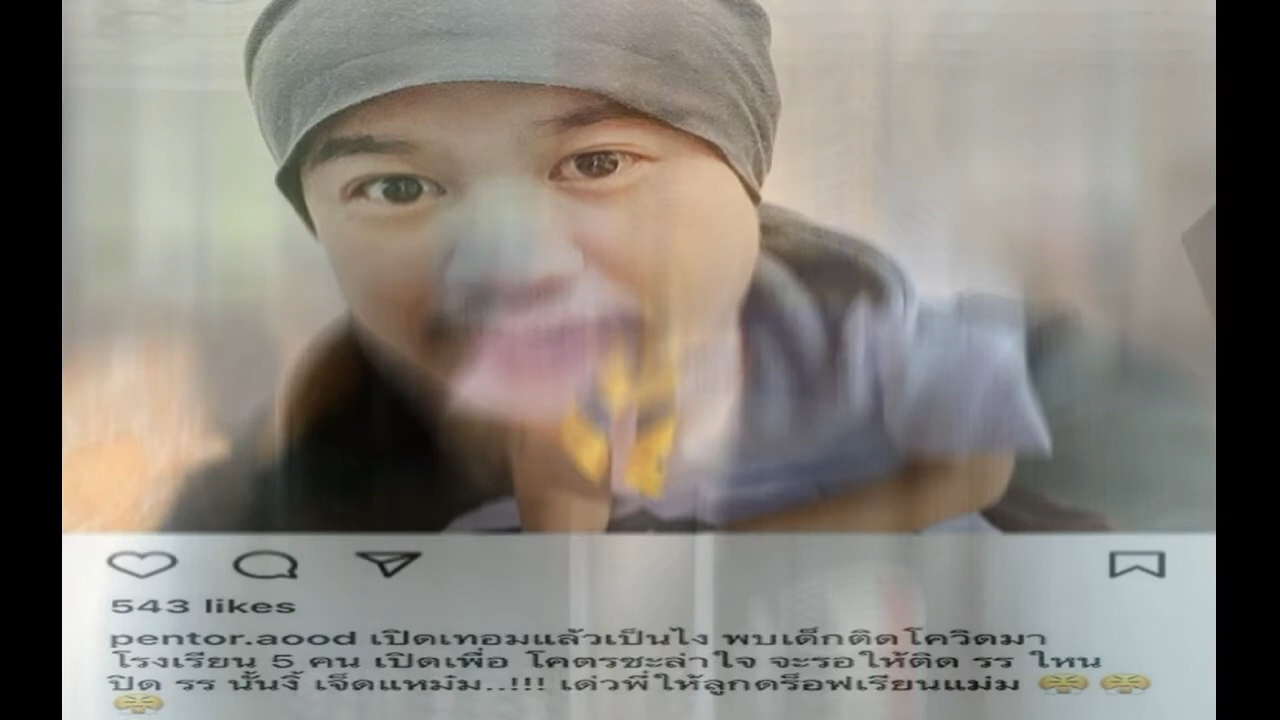 543 likes
pentor.aood เปิดเทอมแล้วเป็นไง พบเด็กติดโควิดมา
โรงเรียน 5 คน เปิดเพื่อ โคตรชะล่าใจ จะรอให้ติด รร ไหน
ปิด รร นั้นงี้ เจ็ดแหม่ม..!!! เด่วพี่ให้ลูกดร็อฟเรียนแม่ม 😤 😤
😤